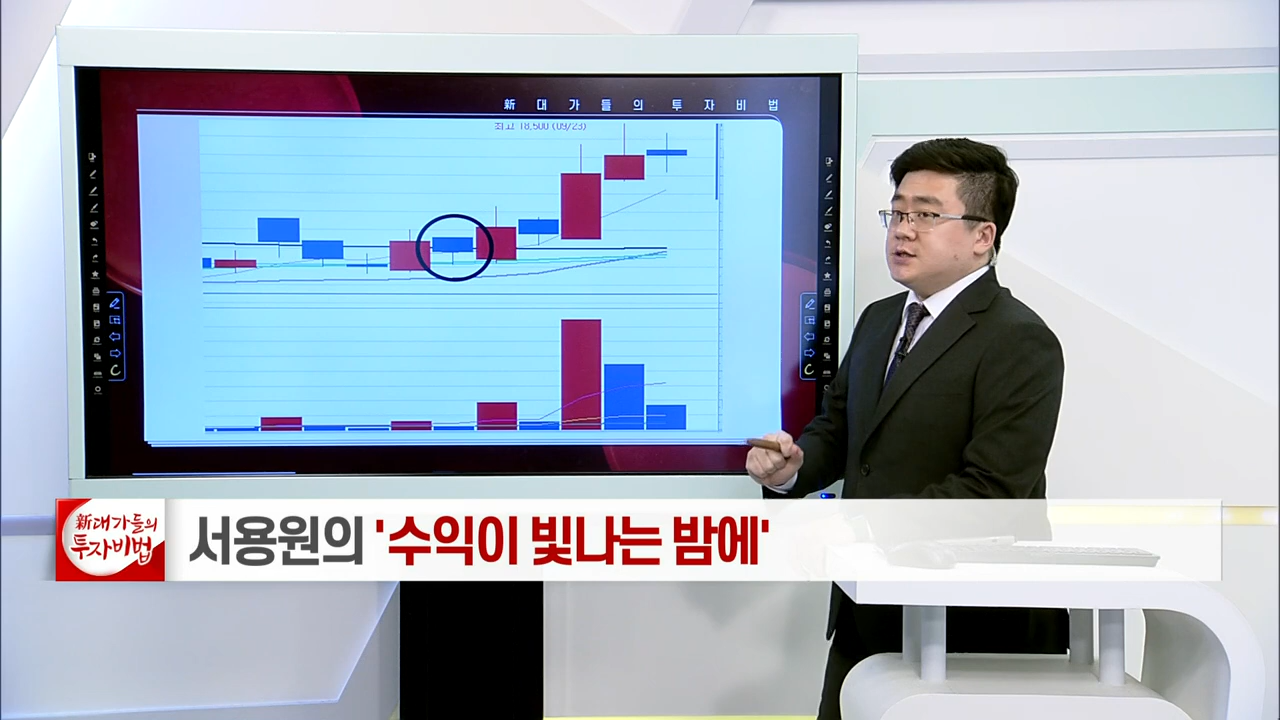 新 대 가 들 의 투 자 비 법
최고 18,500 (09/23)
新대가들의
투자비법
서용원의 '수익이 빛나는 밤에'